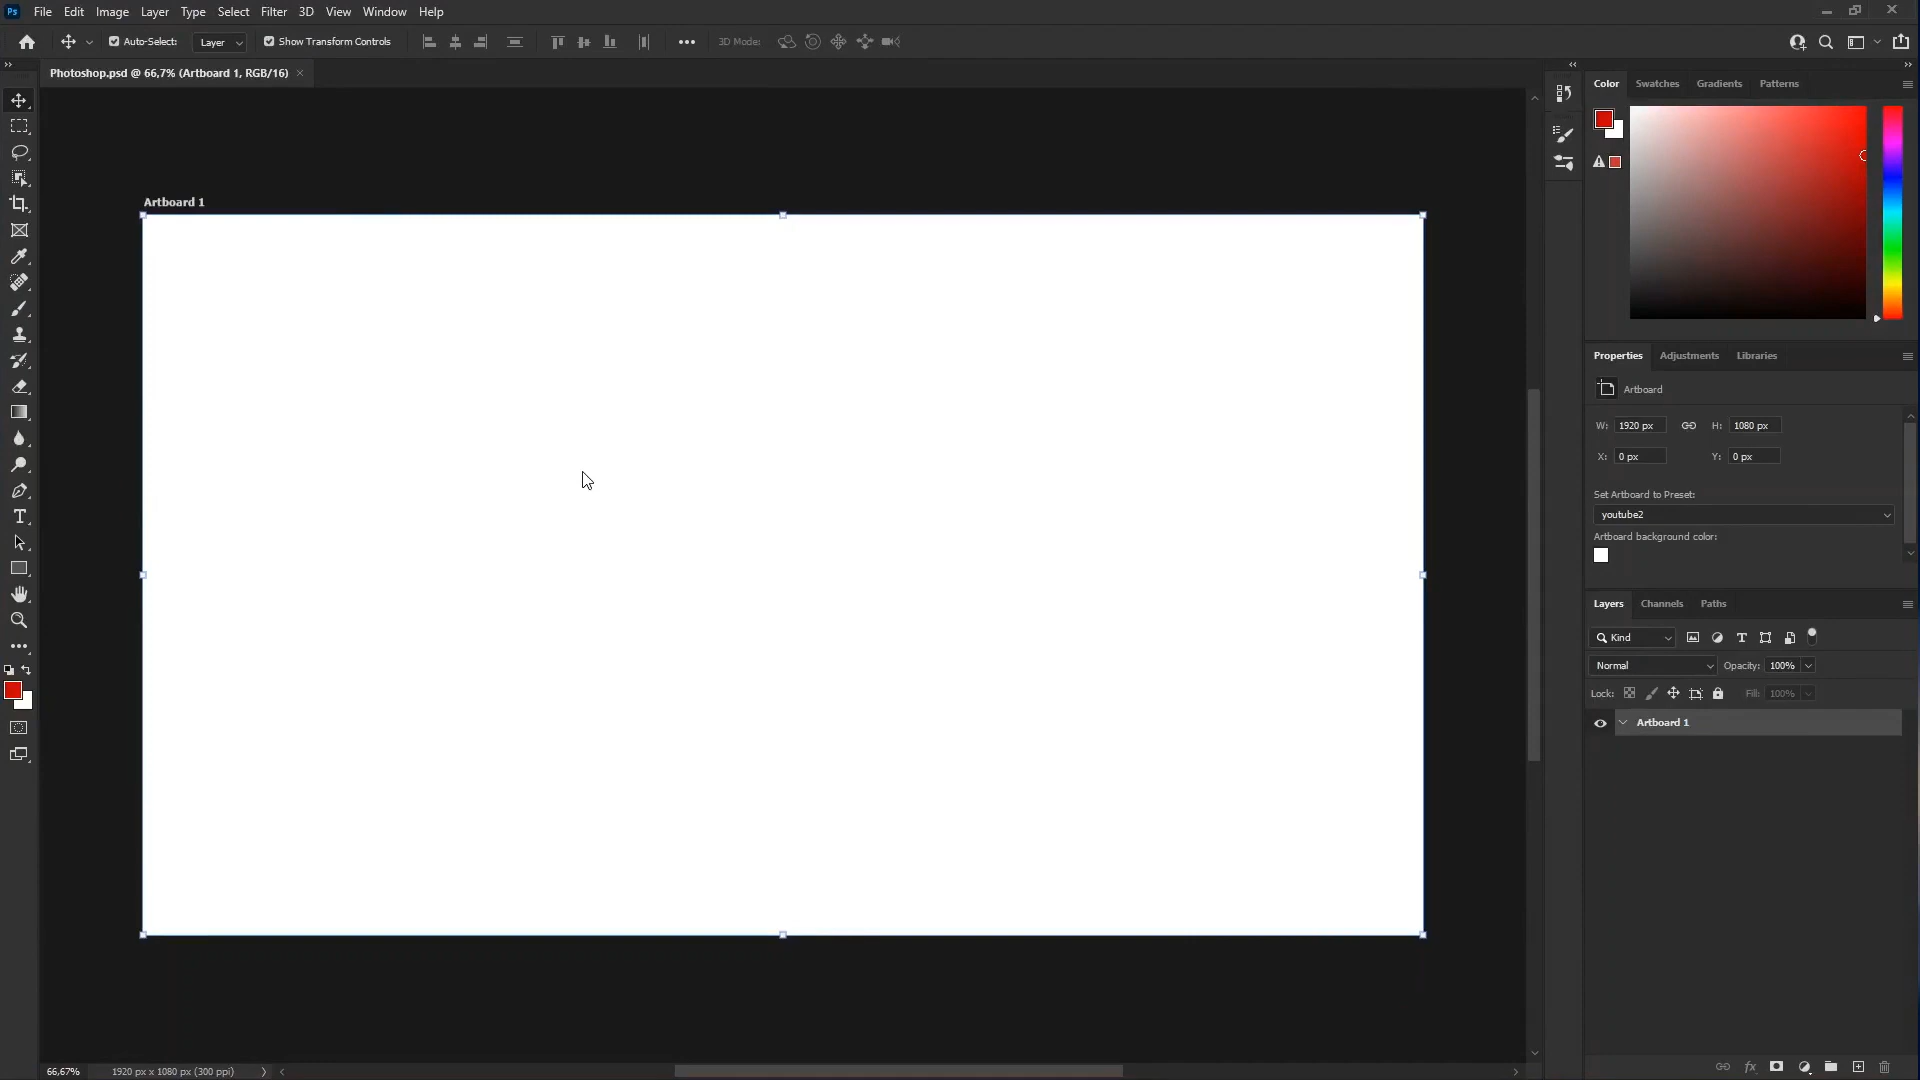 Ps File Edit Image Layer Type Select Filter 3D View Window Help
Auto-Select: Layer Show Transform Controls 3D Mode:
Photoshop.psd @ 66,7% (Artboard 1, RGB/16)
Color Swatches Gradients Patterns
Artboard 1
Properties Adjustments Libraries
Artboard
W: 1920 px H: 1080 px
X: 0 px Y: 0 px
Set Artboard to Preset:
youtube2
Artboard background color:
Layers Channels Paths
Kind
Normal Opacity: 100%
Lock: Fill: 100%
Artboard 1
66,67% 1920 px x 1080 px (300 ppi)